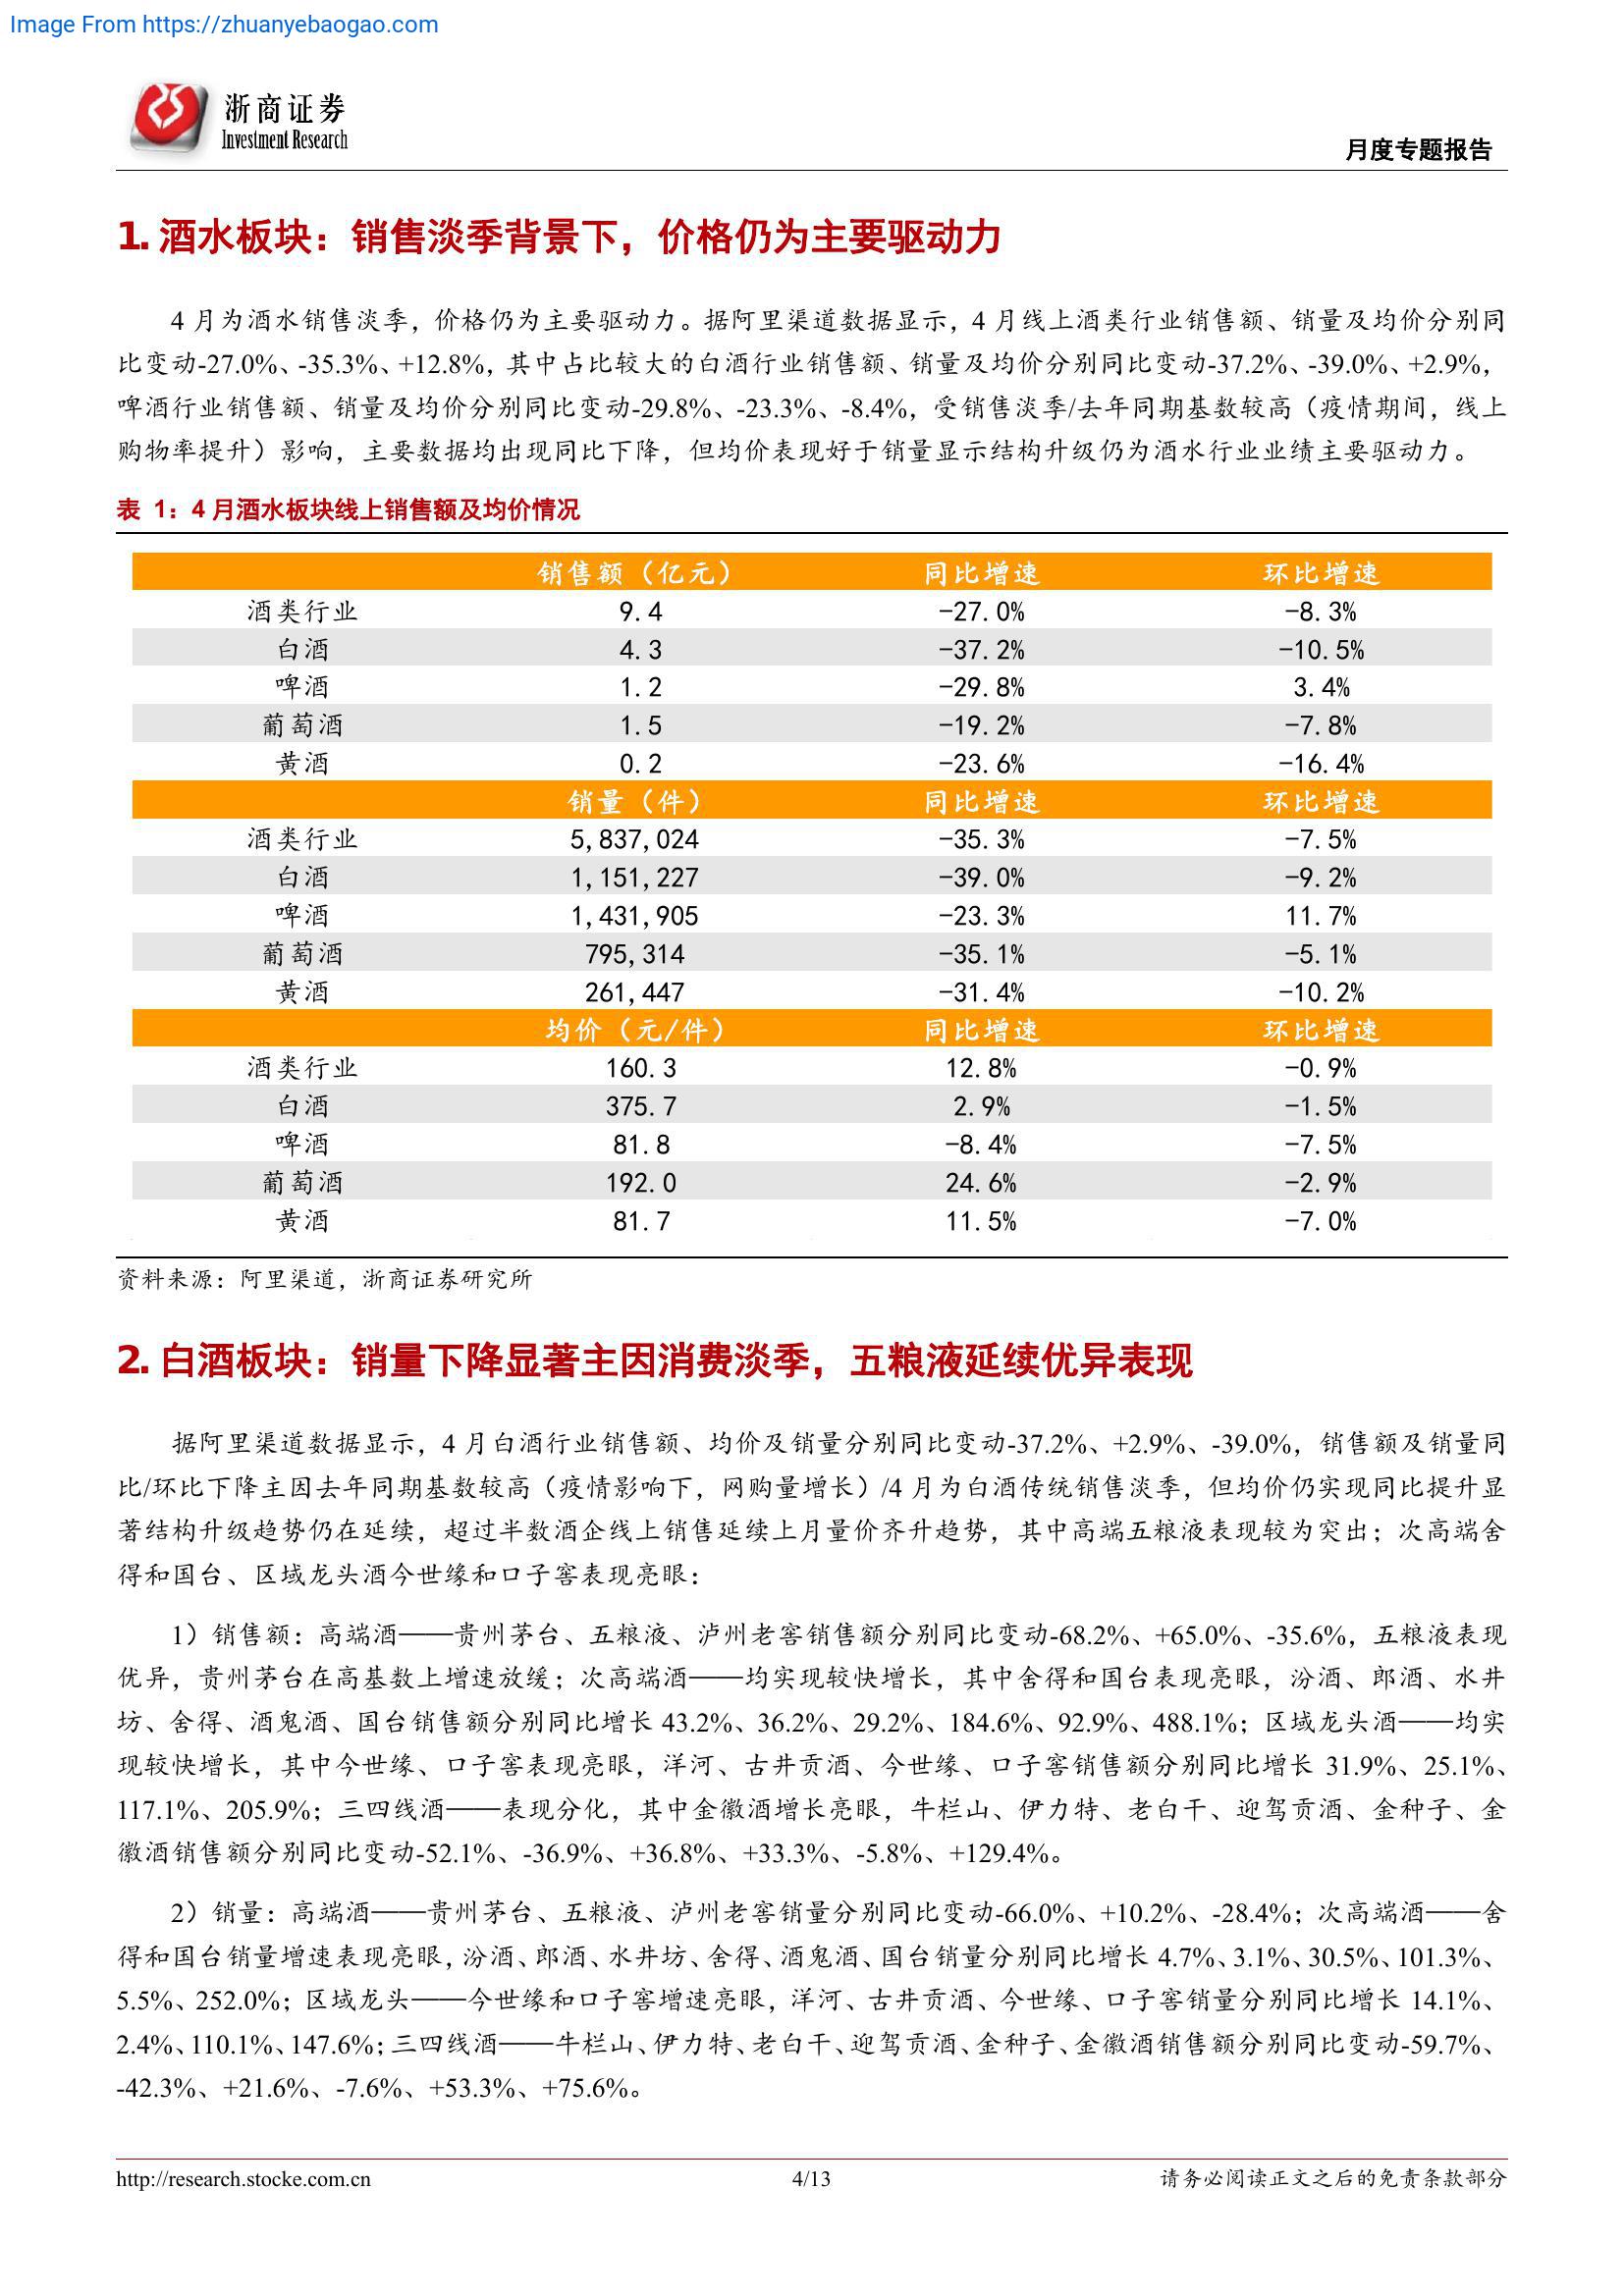 Image From https://zhuanyebaogao.com
浙商证券
Investment Research
月度专题报告
1. 酒水板块：销售淡季背景下，价格仍为主要驱动力
4 月为酒水销售淡季，价格仍为主要驱动力。据阿里渠道数据显示，4 月线上酒类行业销售额、销量及均价分别同
比变动-27.0%、-35.3%、+12.8%，其中占比较大的白酒行业销售额、销量及均价分别同比变动-37.2%、-39.0%、+2.9%，
啤酒行业销售额、销量及均价分别同比变动-29.8%、-23.3%、-8.4%，受销售淡季/去年同期基数较高（疫情期间，线上
购物率提升）影响，主要数据均出现同比下降，但均价表现好于销量显示结构升级仍为酒水行业业绩主要驱动力。
表 1：4 月酒水板块线上销售额及均价情况
销售额（亿元） 同比增速 环比增速
酒类行业 9.4 -27.0% -8.3%
白酒 4.3 -37.2% -10.5%
啤酒 1.2 -29.8% 3.4%
葡萄酒 1.5 -19.2% -7.8%
黄酒 0.2 -23.6% -16.4%
销量（件） 同比增速 环比增速
酒类行业 5,837,024 -35.3% -7.5%
白酒 1,151,227 -39.0% -9.2%
啤酒 1,431,905 -23.3% 11.7%
葡萄酒 795,314 -35.1% -5.1%
黄酒 261,447 -31.4% -10.2%
均价（元/件） 同比增速 环比增速
酒类行业 160.3 12.8% -0.9%
白酒 375.7 2.9% -1.5%
啤酒 81.8 -8.4% -7.5%
葡萄酒 192.0 24.6% -2.9%
黄酒 81.7 11.5% -7.0%
资料来源：阿里渠道，浙商证券研究所
2. 白酒板块：销量下降显著主因消费淡季，五粮液延续优异表现
据阿里渠道数据显示，4 月白酒行业销售额、均价及销量分别同比变动-37.2%、+2.9%、-39.0%，销售额及销量同
比/环比下降主因去年同期基数较高（疫情影响下，网购量增长）/4 月为白酒传统销售淡季，但均价仍实现同比提升显
著结构升级趋势仍在延续，超过半数酒企线上销售延续上月量价齐升趋势，其中高端五粮液表现较为突出；次高端舍
得和国台、区域龙头酒今世缘和口子窖表现亮眼：
1）销售额：高端酒——贵州茅台、五粮液、泸州老窖销售额分别同比变动-68.2%、+65.0%、-35.6%，五粮液表现
优异，贵州茅台在高基数上增速放缓；次高端酒——均实现较快增长，其中舍得和国台表现亮眼，汾酒、郎酒、水井
坊、舍得、酒鬼酒、国台销售额分别同比增长 43.2%、36.2%、29.2%、184.6%、92.9%、488.1%；区域龙头酒——均实
现较快增长，其中今世缘、口子窖表现亮眼，洋河、古井贡酒、今世缘、口子窖销售额分别同比增长 31.9%、25.1%、
117.1%、205.9%；三四线酒——表现分化，其中金徽酒增长亮眼，牛栏山、伊力特、老白干、迎驾贡酒、金种子、金
徽酒销售额分别同比变动-52.1%、-36.9%、+36.8%、+33.3%、-5.8%、+129.4%。
2）销量：高端酒——贵州茅台、五粮液、泸州老窖销量分别同比变动-66.0%、+10.2%、-28.4%；次高端酒——舍
得和国台销量增速表现亮眼，汾酒、郎酒、水井坊、舍得、酒鬼酒、国台销量分别同比增长 4.7%、3.1%、30.5%、101.3%、
5.5%、252.0%；区域龙头——今世缘和口子窖增速亮眼，洋河、古井贡酒、今世缘、口子窖销量分别同比增长 14.1%、
2.4%、110.1%、147.6%；三四线酒——牛栏山、伊力特、老白干、迎驾贡酒、金种子、金徽酒销售额分别同比变动-59.7%、
-42.3%、+21.6%、-7.6%、+53.3%、+75.6%。
http://research.stocke.com.cn 4/13 请务必阅读正文之后的免责条款部分